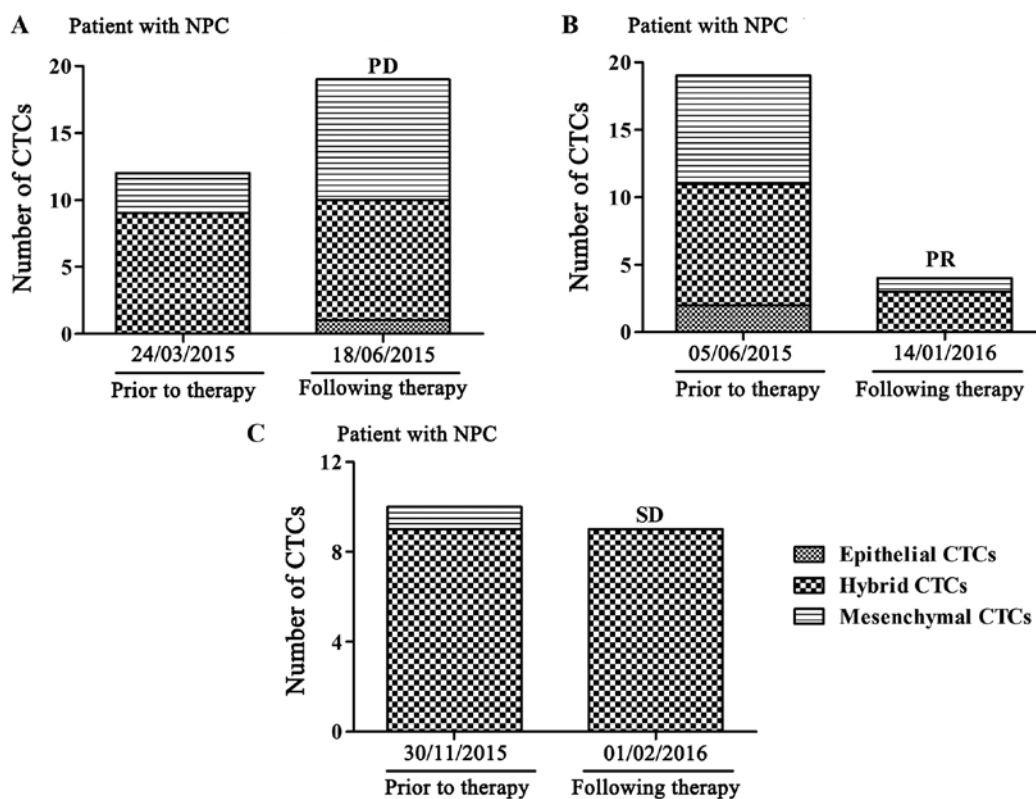 A Patient with NPC
Number of CTCs
20
15
10
5
0
PD
24/03/2015 18/06/2015
Prior to therapy Following therapy
B Patient with NPC
Number of CTCs
20
15
10
5
0
PR
05/06/2015 14/01/2016
Prior to therapy Following therapy
C Patient with NPC
Number of CTCs
12
8
4
0
SD
30/11/2015 01/02/2016
Prior to therapy Following therapy
Epithelial CTCs
Hybrid CTCs
Mesenchymal CTCs